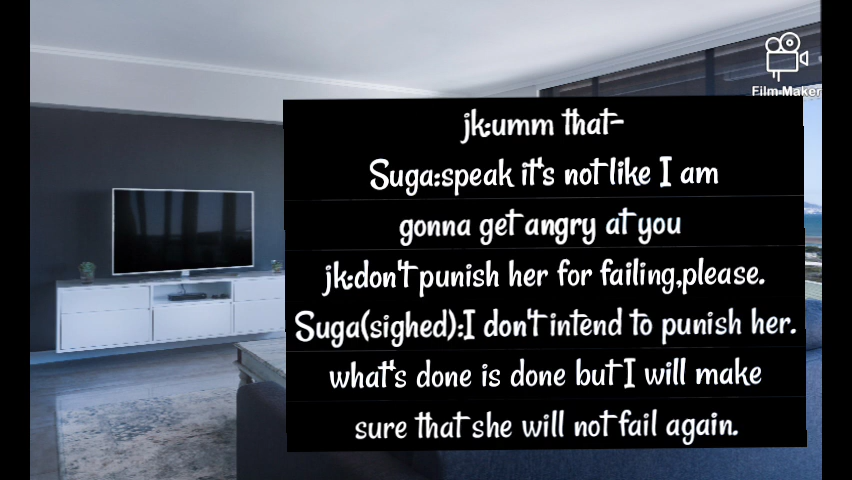 Film-Maker
jk:umm that-
Suga:speak it's not like I am
gonna get angry at you
jk:don't punish her for failing,please.
Suga(sighed):I don't intend to punish her.
what's done is done but I will make
sure that she will not fail again.